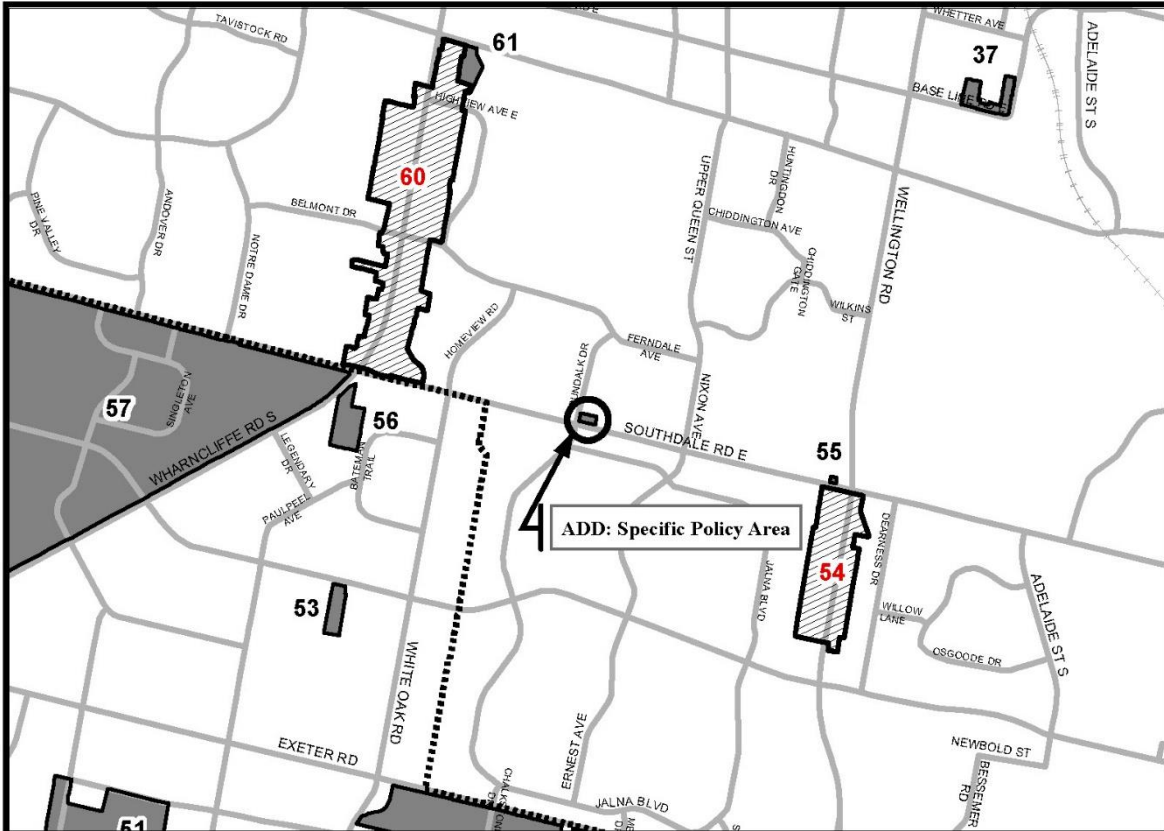 TAVISTOCK RD
61
WHETTER AVE
37
ADELAIDE ST S
HIGHVIEW AVE E
BASE LINE RD E
60
HUNTINGDON
DR
UPPER QUEEN ST
WELLINGTON RD
PINE VALLEY
DR
ANDOVER DR
BELMONT DR
CHIDDINGTON AVE
CHIDDINGTON
GATE
NOTRE DAME DR
WILKINS
ST
HOMEVIEW RD
FERNDALE
AVE
NIXON AVE
57
SINGLETON
AVE
56
SOUTHDALE RD E
55
WHARNCLIFFE RD S
LEGENDARY
DR
BATEMAN
TRAIL
PAULPEEL
AVE
ADD: Specific Policy Area
54
DEARNESS DR
JALNA BLVD
53
WILLOW
LANE
ADELAIDE ST S
OSGOODE DR
WHITE OAK RD
EXETER RD
ERNEST AVE
NEWBOLD ST
BESSEMER
RD
JALNA BLVD
51